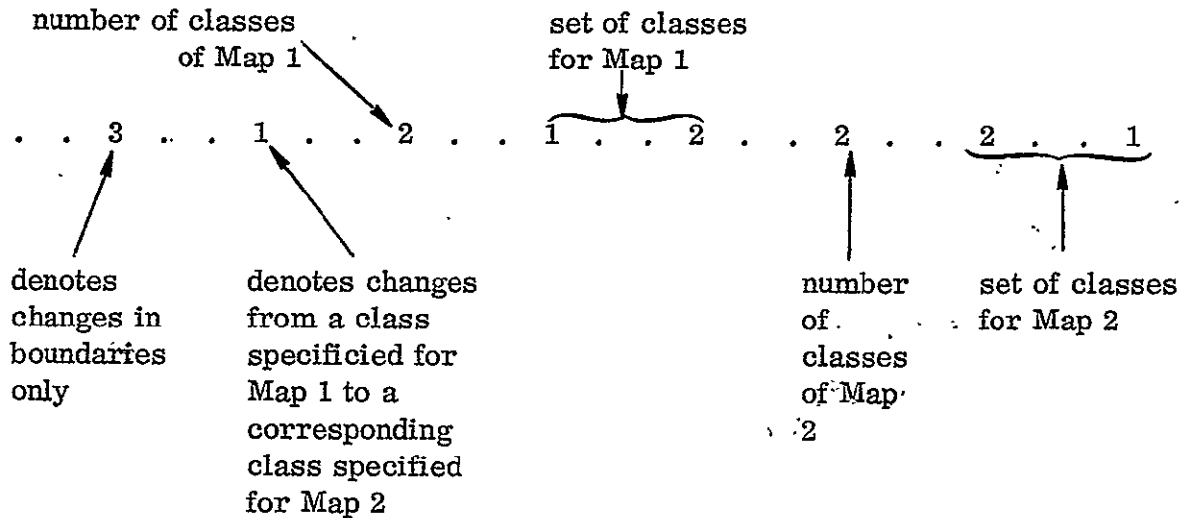 number of classes
of Map 1
set of classes
for Map 1
. . 3 . . 1 . . 2 . . 1 . . 2 . . 2 . . 2 . . 1
denotes
changes in
boundaries
only
denotes changes
from a class
specificied for
Map 1 to a
corresponding
class specified
for Map 2
number
of
classes
of Map
2
set of classes
for Map 2